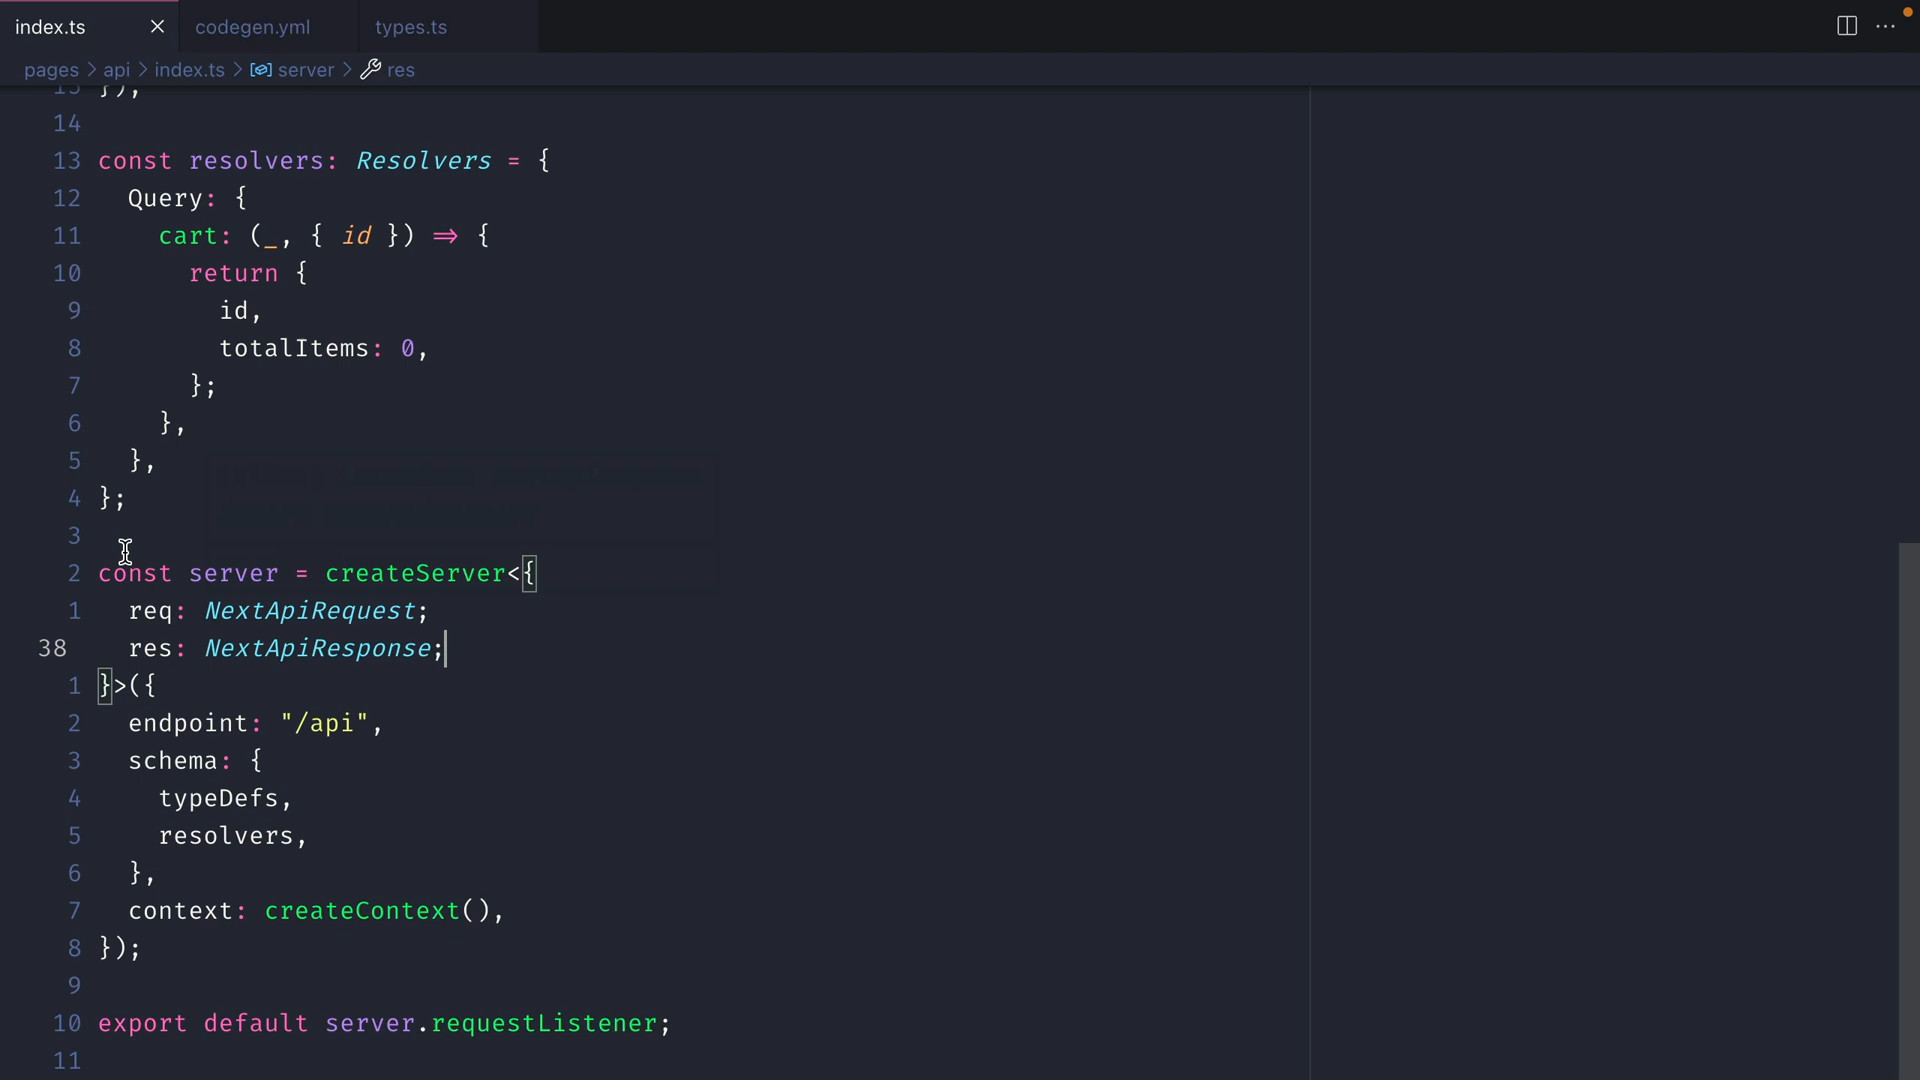 index.ts codegen.yml types.ts
pages > api > index.ts > server > res
15 }),
14
13 const resolvers: Resolvers = {
12 Query: {
11 cart: (_, { id }) => {
10 return {
9 id,
8 totalItems: 0,
7 };
6 },
5 },
4 };
3
2 const server = createServer<{
1 req: NextApiRequest;
38 res: NextApiResponse;
1 }>({
2 endpoint: "/api",
3 schema: {
4 typeDefs,
5 resolvers,
6 },
7 context: createContext(),
8 });
9
10 export default server.requestListener;
11